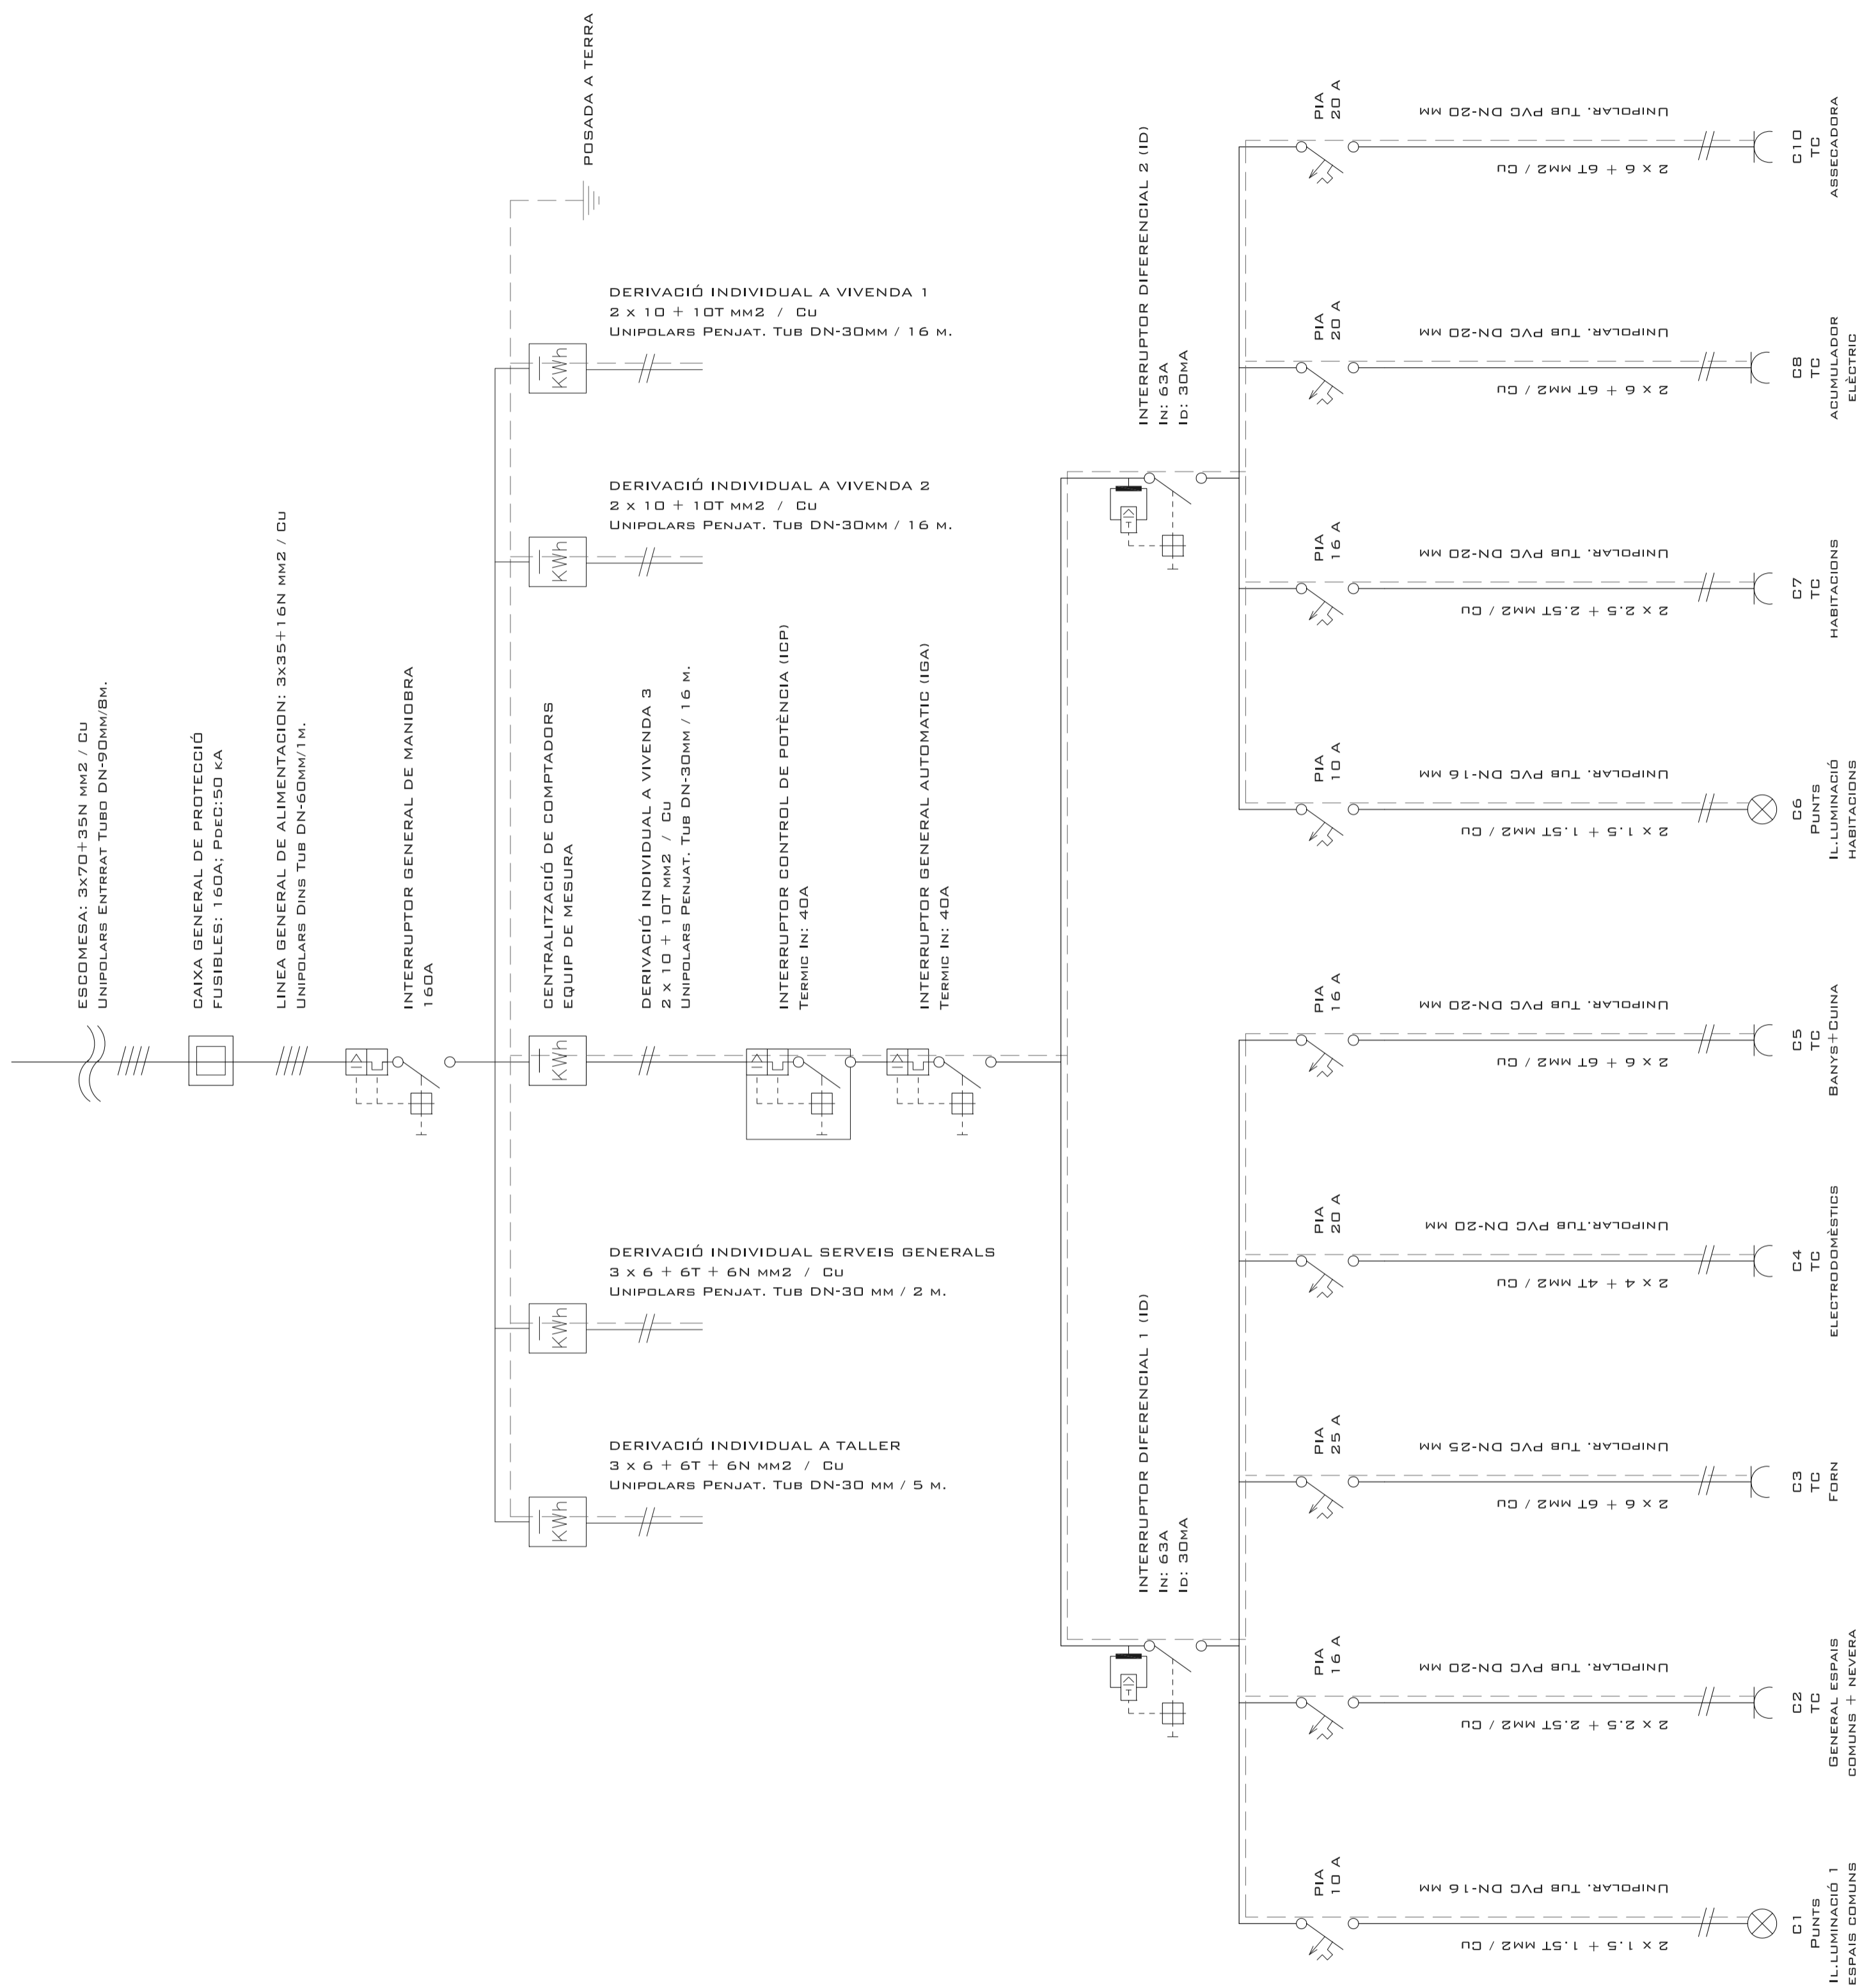 ESCOMESA: 3x70+35N mm2 / Cu
Unipolars Entrrat Tubo DN-90mm/8m.
CAIXA GENERAL DE PROTECCIÓ
FUSIBLES: 160A; PdeC:50 kA
LINEA GENERAL DE ALIMENTACION: 3x35+16N mm2 / Cu
Unipolars Dins Tub DN-60mm/1m.
INTERRUPTOR GENERAL DE MANIOBRA
160A
POSADA A TERRA
KWh
DERIVACIÓ INDIVIDUAL A TALLER
3 x 6 + 6T + 6N mm2 / Cu
Unipolars Penjat. Tub DN-30 mm / 5 m.
KWh
DERIVACIÓ INDIVIDUAL SERVEIS GENERALS
3 x 6 + 6T + 6N mm2 / Cu
Unipolars Penjat. Tub DN-30 mm / 2 m.
KWh
CENTRALITZACIÓ DE COMPTADORS
EQUIP DE MESURA
KWh
DERIVACIÓ INDIVIDUAL A VIVENDA 2
2 x 10 + 10T mm2 / Cu
Unipolars Penjat. Tub DN-30mm / 16 m.
KWh
DERIVACIÓ INDIVIDUAL A VIVENDA 1
2 x 10 + 10T mm2 / Cu
Unipolars Penjat. Tub DN-30mm / 16 m.
DERIVACIÓ INDIVIDUAL A VIVENDA 3
2 x 10 + 10T mm2 / Cu
Unipolars Penjat. Tub DN-30mm / 16 m.
INTERRUPTOR CONTROL DE POTÈNCIA (ICP)
Termic In: 40A
INTERRUPTOR GENERAL AUTOMATIC (IGA)
Termic In: 40A
INTERRUPTOR DIFERENCIAL 1 (ID)
In: 63A
Id: 30mA
INTERRUPTOR DIFERENCIAL 2 (ID)
In: 63A
Id: 30mA
PIA
10 A
2 x 1.5 + 1.5T mm2 / Cu
Unipolar. Tub PVC DN-16 mm
C1
Punts
Il.luminació 1
espais comuns
PIA
16 A
2 x 2.5 + 2.5T mm2 / Cu
Unipolar. Tub PVC DN-20 mm
C2
TC
General espais
comuns + nevera
PIA
25 A
2 x 6 + 6T mm2 / Cu
Unipolar. Tub PVC DN-25 mm
C3
TC
Forn
PIA
20 A
2 x 4 + 4T mm2 / Cu
Unipolar.Tub PVC DN-20 mm
C4
TC
electrodomèstics
PIA
16 A
2 x 6 + 6T mm2 / Cu
Unipolar. Tub PVC DN-20 mm
C5
TC
Banys+Cuina
PIA
10 A
2 x 1.5 + 1.5T mm2 / Cu
Unipolar. Tub PVC DN-16 mm
C6
Punts
Il.luminació
habitacions
PIA
16 A
2 x 2.5 + 2.5T mm2 / Cu
Unipolar. Tub PVC DN-20 mm
C7
TC
habitacions
PIA
20 A
2 x 6 + 6T mm2 / Cu
Unipolar. Tub PVC DN-20 mm
C8
TC
acumulador
elèctric
PIA
20 A
2 x 6 + 6T mm2 / Cu
Unipolar. Tub PVC DN-20 mm
C10
TC
assecadora